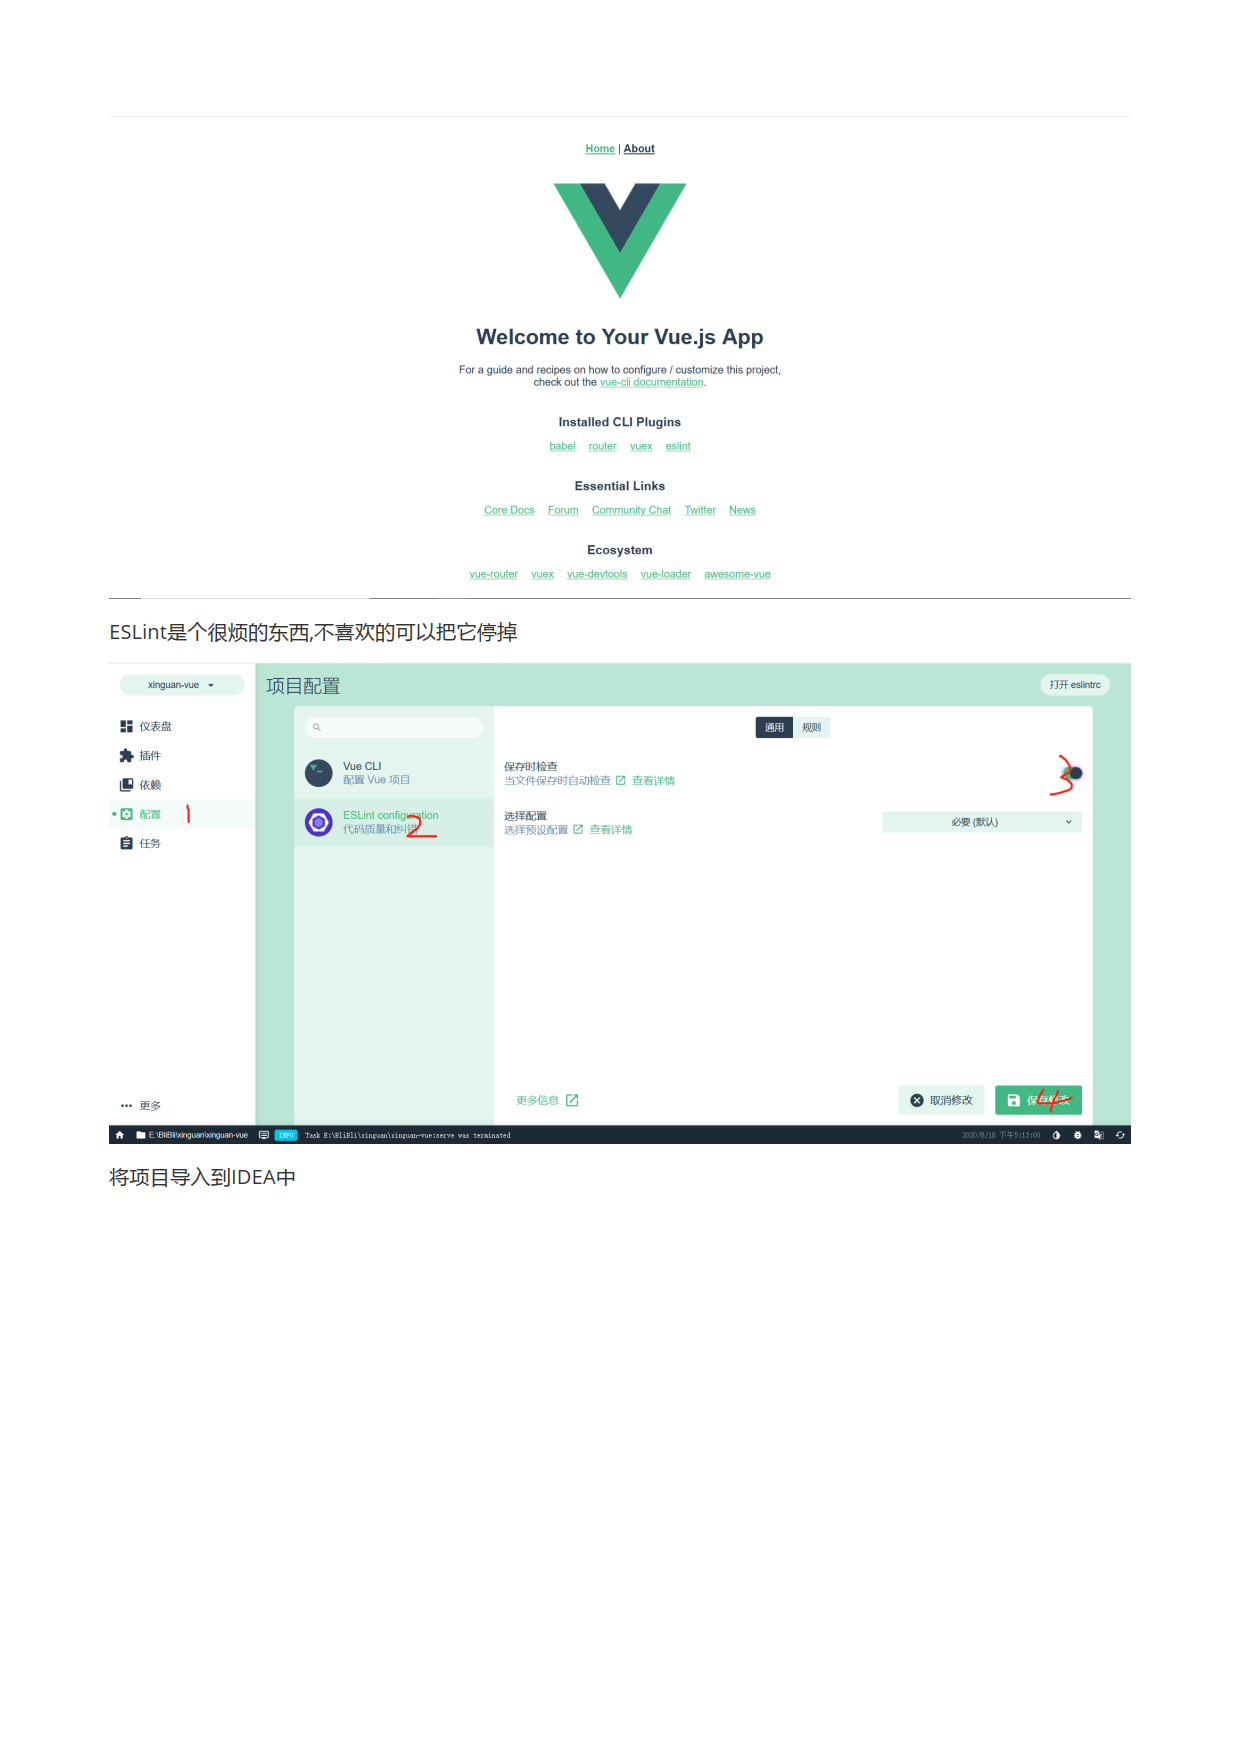 Home | About
Welcome to Your Vue.js App
For a guide and recipes on how to configure / customize this project,
check out the vue-cli documentation.
Installed CLI Plugins
babel router vuex eslint
Essential Links
Core Docs Forum Community Chat Twitter News
Ecosystem
vue-router vuex vue-devtools vue-loader awesome-vue
ESLint是个很烦的东西,不喜欢的可以把它停掉
xinguan-vue
项目配置
打开 eslintrc
仪表盘
插件
依赖
配置 1
任务
通用 规则
Vue CLI
配置 Vue 项目
ESLint configuration
代码质量和纠错 2
保存时检查
当文件保存时自动检查 查看详情
3
选择配置
选择预设配置 查看详情
必要 (默认)
更多
更多信息
取消修改
保存修改 4
E:\BliBli\xinguan\xinguan-vue
INFO Task E:\BliBli\xinguan\xinguan-vue:serve was terminated
2020/8/18 下午5:13:00
将项目导入到IDEA中